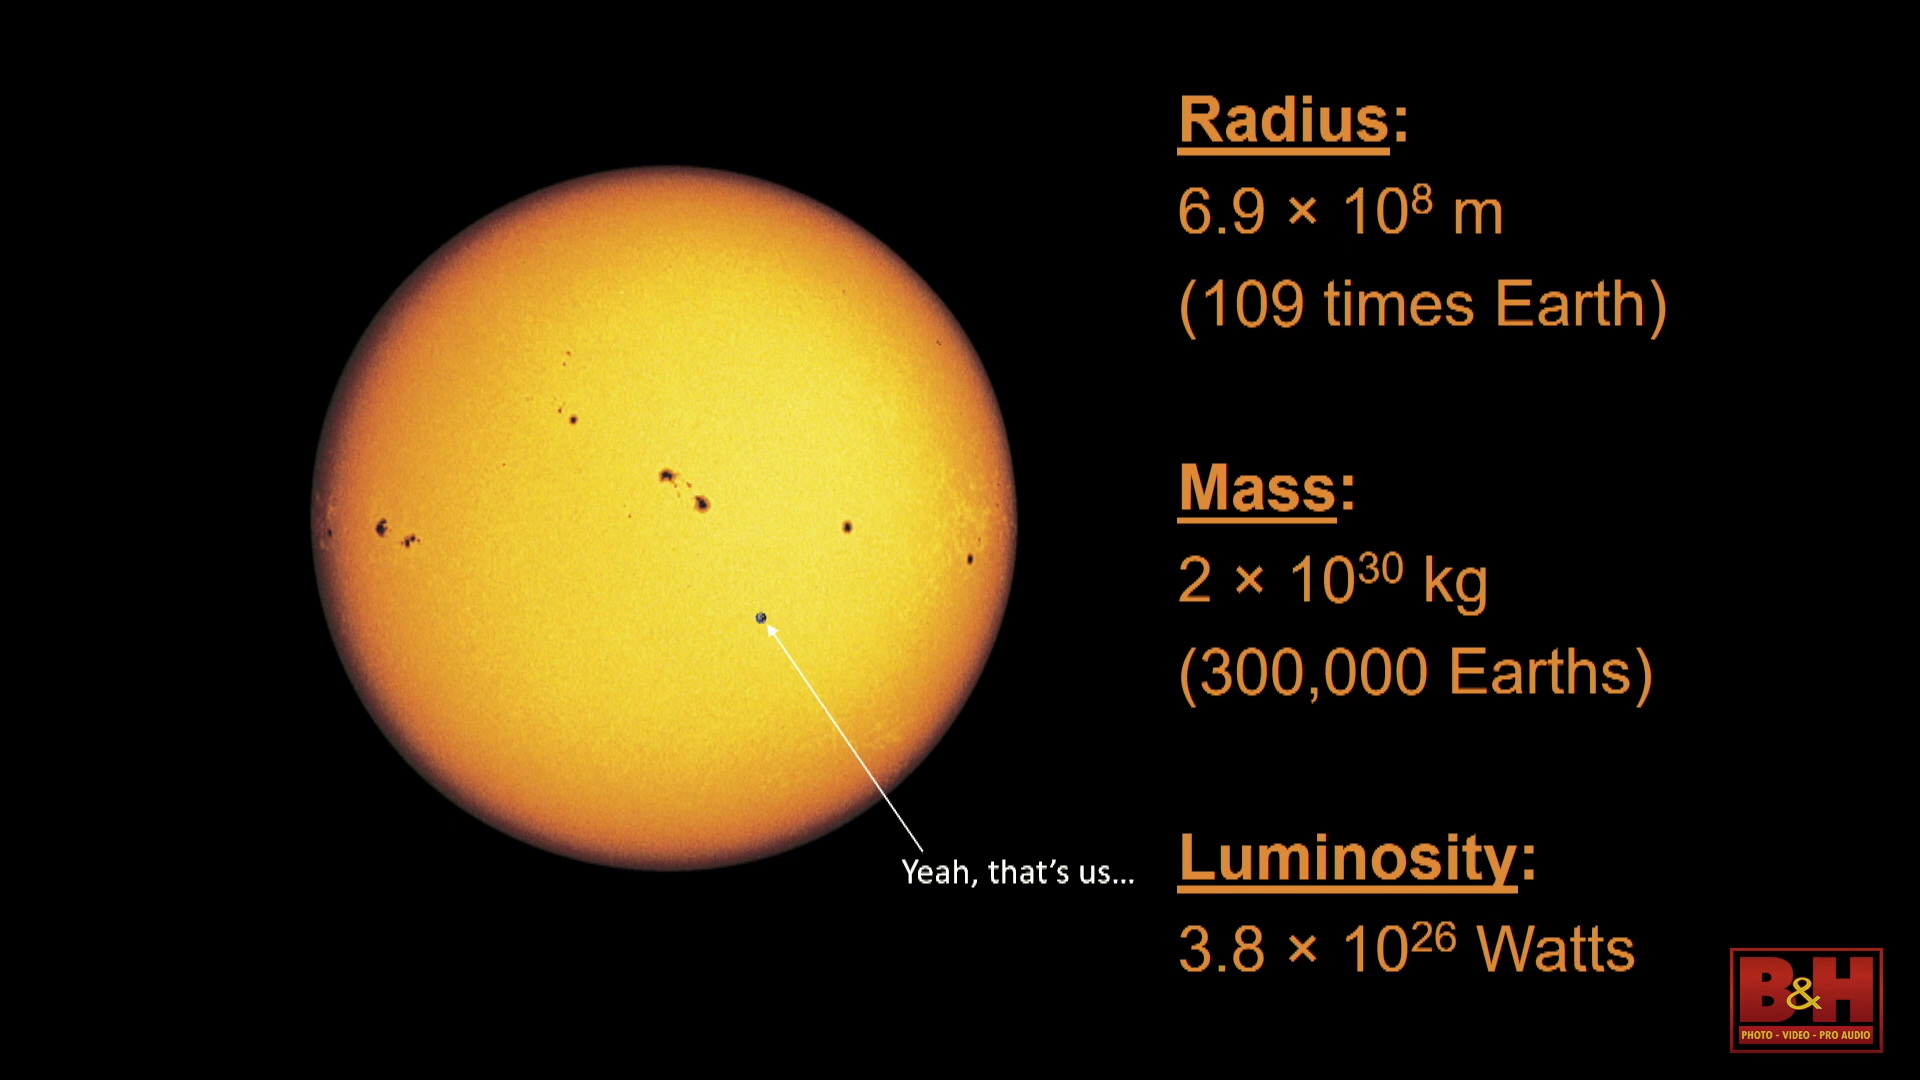 Radius:
6.9 × 10⁸ m
(109 times Earth)
Mass:
2 × 10³⁰ kg
(300,000 Earths)
Yeah, that’s us...
Luminosity:
3.8 × 10²⁶ Watts
B&H
PHOTO - VIDEO - PRO AUDIO